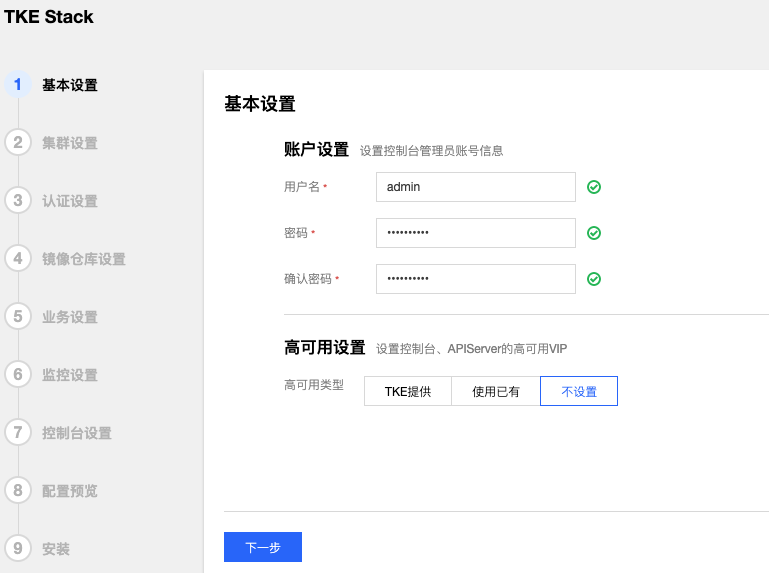 TKE Stack
1 基本设置
2 集群设置
3 认证设置
4 镜像仓库设置
5 业务设置
6 监控设置
7 控制台设置
8 配置预览
9 安装
基本设置
账户设置 设置控制台管理员账号信息
用户名 * admin
密码 * ••••••••••
确认密码 * ••••••••••
高可用设置 设置控制台、APIServer的高可用VIP
高可用类型 TKE提供 使用已有 不设置
下一步